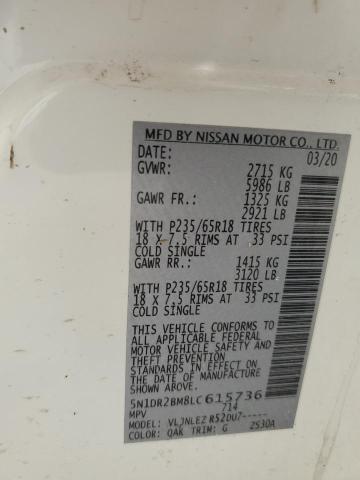 MFD BY NISSAN MOTOR CO., LTD.
DATE: 03/20
GVWR: 2715 KG
5986 LB
GAWR FR.: 1325 KG
2921 LB
WITH P235/65R18 TIRES
18 X 7.5 RIMS AT 33 PSI
COLD SINGLE
GAWR RR.: 1415 KG
3120 LB
WITH P235/65R18 TIRES
18 X 7.5 RIMS AT 33 PSI
COLD SINGLE
THIS VEHICLE CONFORMS TO
ALL APPLICABLE FEDERAL
MOTOR VEHICLE SAFETY AND
THEFT PREVENTION
STANDARDS IN EFFECT ON
THE DATE OF MANUFACTURE
SHOWN ABOVE.
5N1DR2BM8LC615736
MPV 714
MODEL: VLJNLEZ R52DU7-----
COLOR: QAK TRIM: G 2S30A